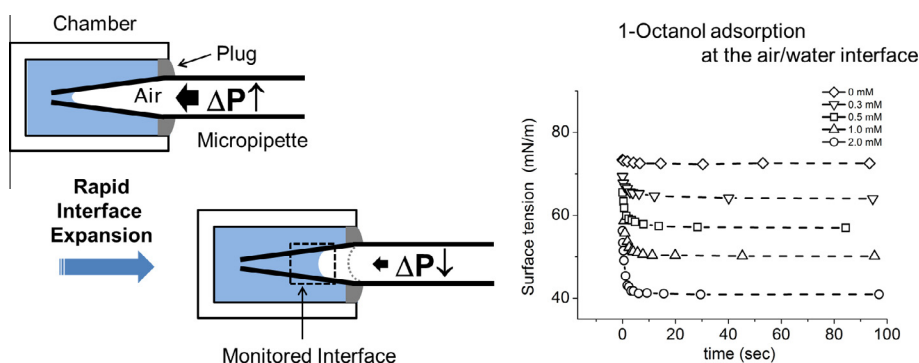 Chamber
Plug
Air
ΔP↑
Micropipette
Rapid
Interface
Expansion
ΔP↓
Monitored Interface
1-Octanol adsorption
at the air/water interface
0 mM
0.3 mM
0.5 mM
1.0 mM
2.0 mM
Surface tension (mN/m)
80
60
40
0 20 40 60 80 100
time (sec)